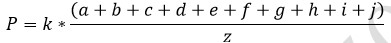 P = k * (a + b + c + d + e + f + g + h + i + j) / z